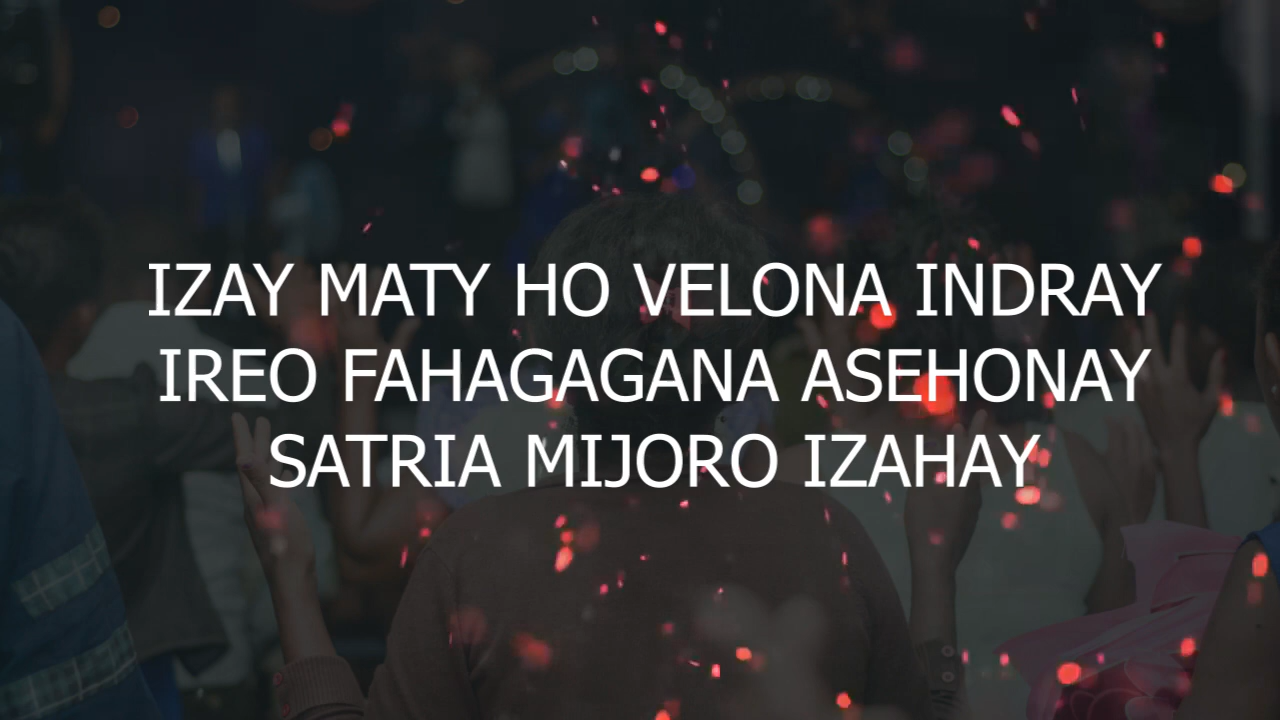 IZAY MATY HO VELONA INDRAY
IREO FAHAGAGANA ASEHONAY
SATRIA MIJORO IZAHAY